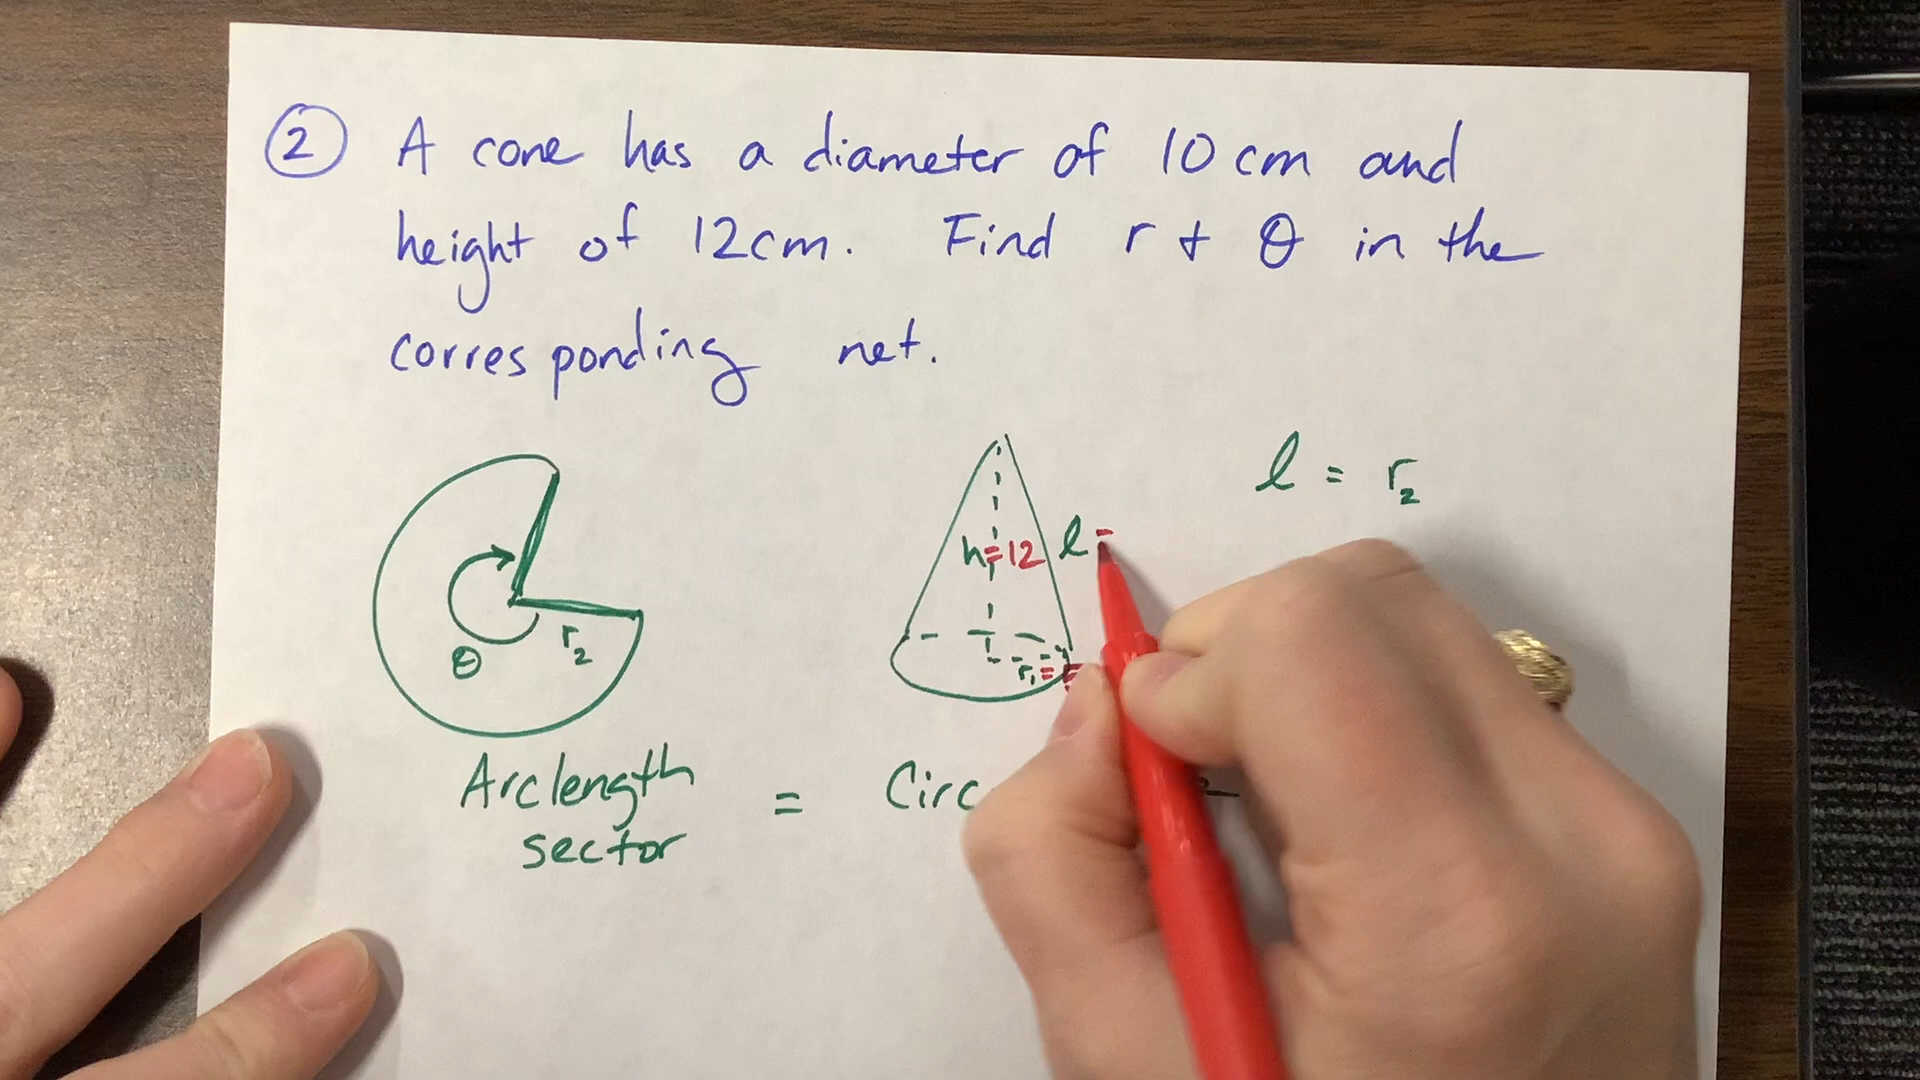 ② A cone has a diameter of 10 cm and
height of 12cm. Find r + θ in the
corresponding net.
l = r₂
h=12 l=
θ r₂
r₁=
Arclength = Circ
sector